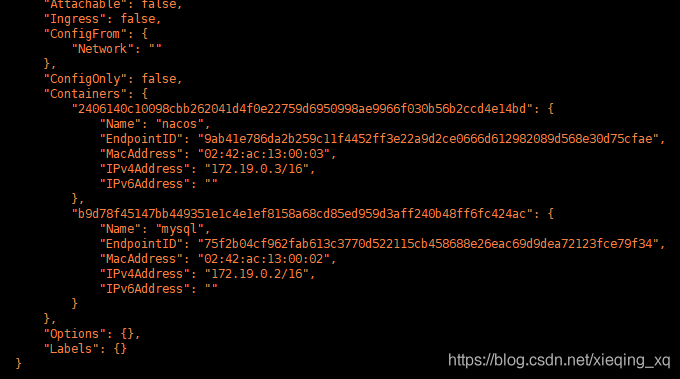 "Attachable": false,
"Ingress": false,
"ConfigFrom": {
"Network": ""
},
"ConfigOnly": false,
"Containers": {
"2406140c10098cbb262041d4f0e22759d6950998ae9966f030b56b2ccd4e14bd": {
"Name": "nacos",
"EndpointID": "9ab41e786da2b259c11f4452ff3e22a9d2ce0666d612982089d568e30d75cfae",
"MacAddress": "02:42:ac:13:00:03",
"IPv4Address": "172.19.0.3/16",
"IPv6Address": ""
},
"b9d78f45147bb449351e1c4e1ef8158a68cd85ed959d3aff240b48ff6fc424ac": {
"Name": "mysql",
"EndpointID": "75f2b04cf962fab613c3770d522115cb458688e26eac69d9dea72123fce79f34",
"MacAddress": "02:42:ac:13:00:02",
"IPv4Address": "172.19.0.2/16",
"IPv6Address": ""
}
},
"Options": {},
"Labels": {}
}
https://blog.csdn.net/xieqing_xq